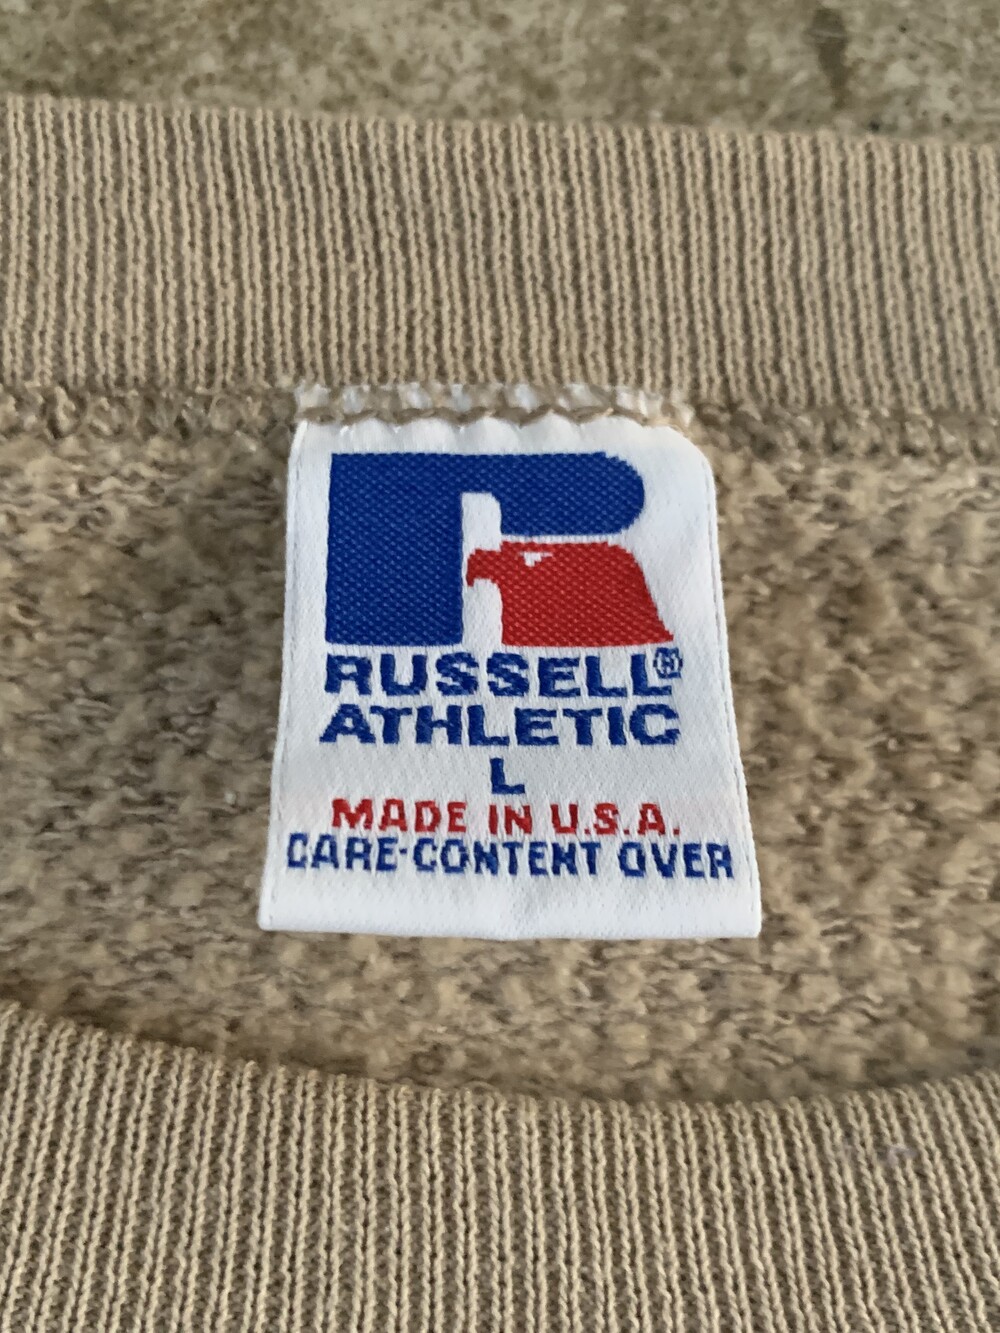 RUSSELL®
ATHLETIC
L
MADE IN U.S.A.
CARE-CONTENT OVER